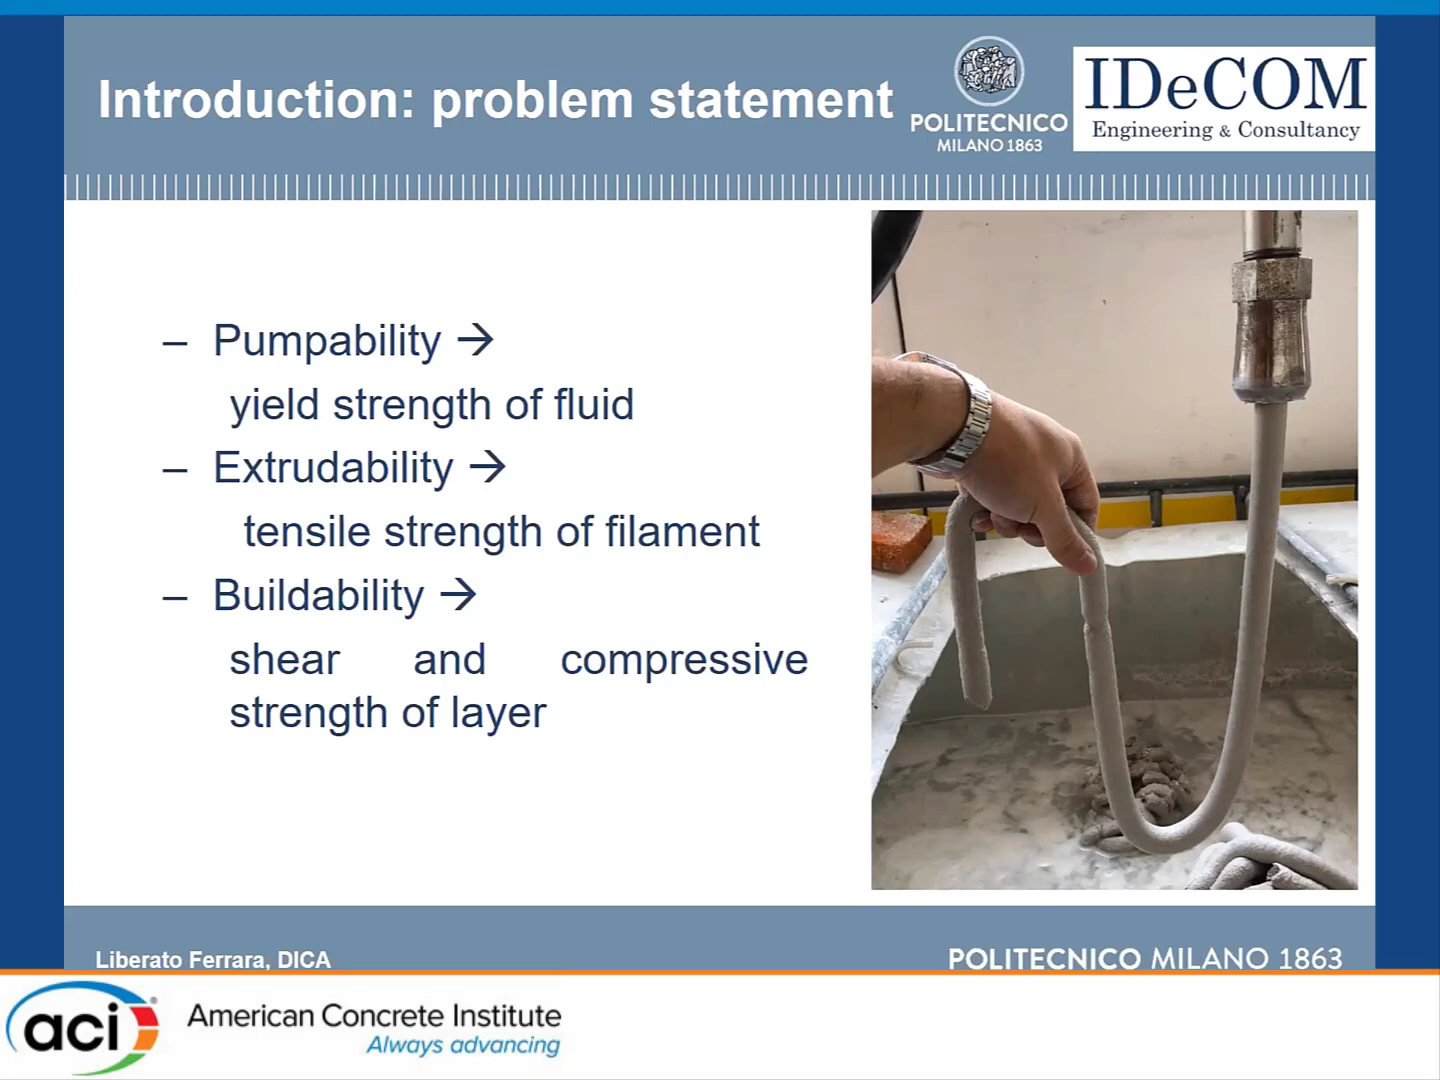 Introduction: problem statement
POLITECNICO
MILANO 1863
IDeCOM
Engineering & Consultancy
– Pumpability →
yield strength of fluid
– Extrudability →
tensile strength of filament
– Buildability →
shear and compressive
strength of layer
Liberato Ferrara, DICA
POLITECNICO MILANO 1863
aci®
American Concrete Institute
Always advancing